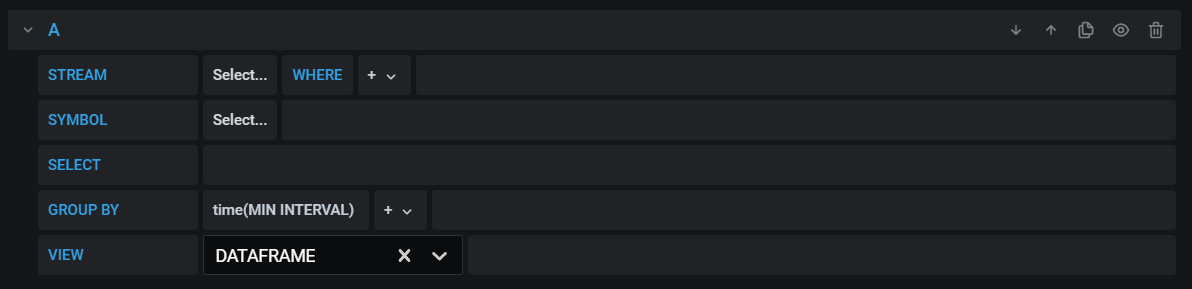 A
STREAM Select... WHERE +
SYMBOL Select...
SELECT
GROUP BY time(MIN INTERVAL) +
VIEW DATAFRAME